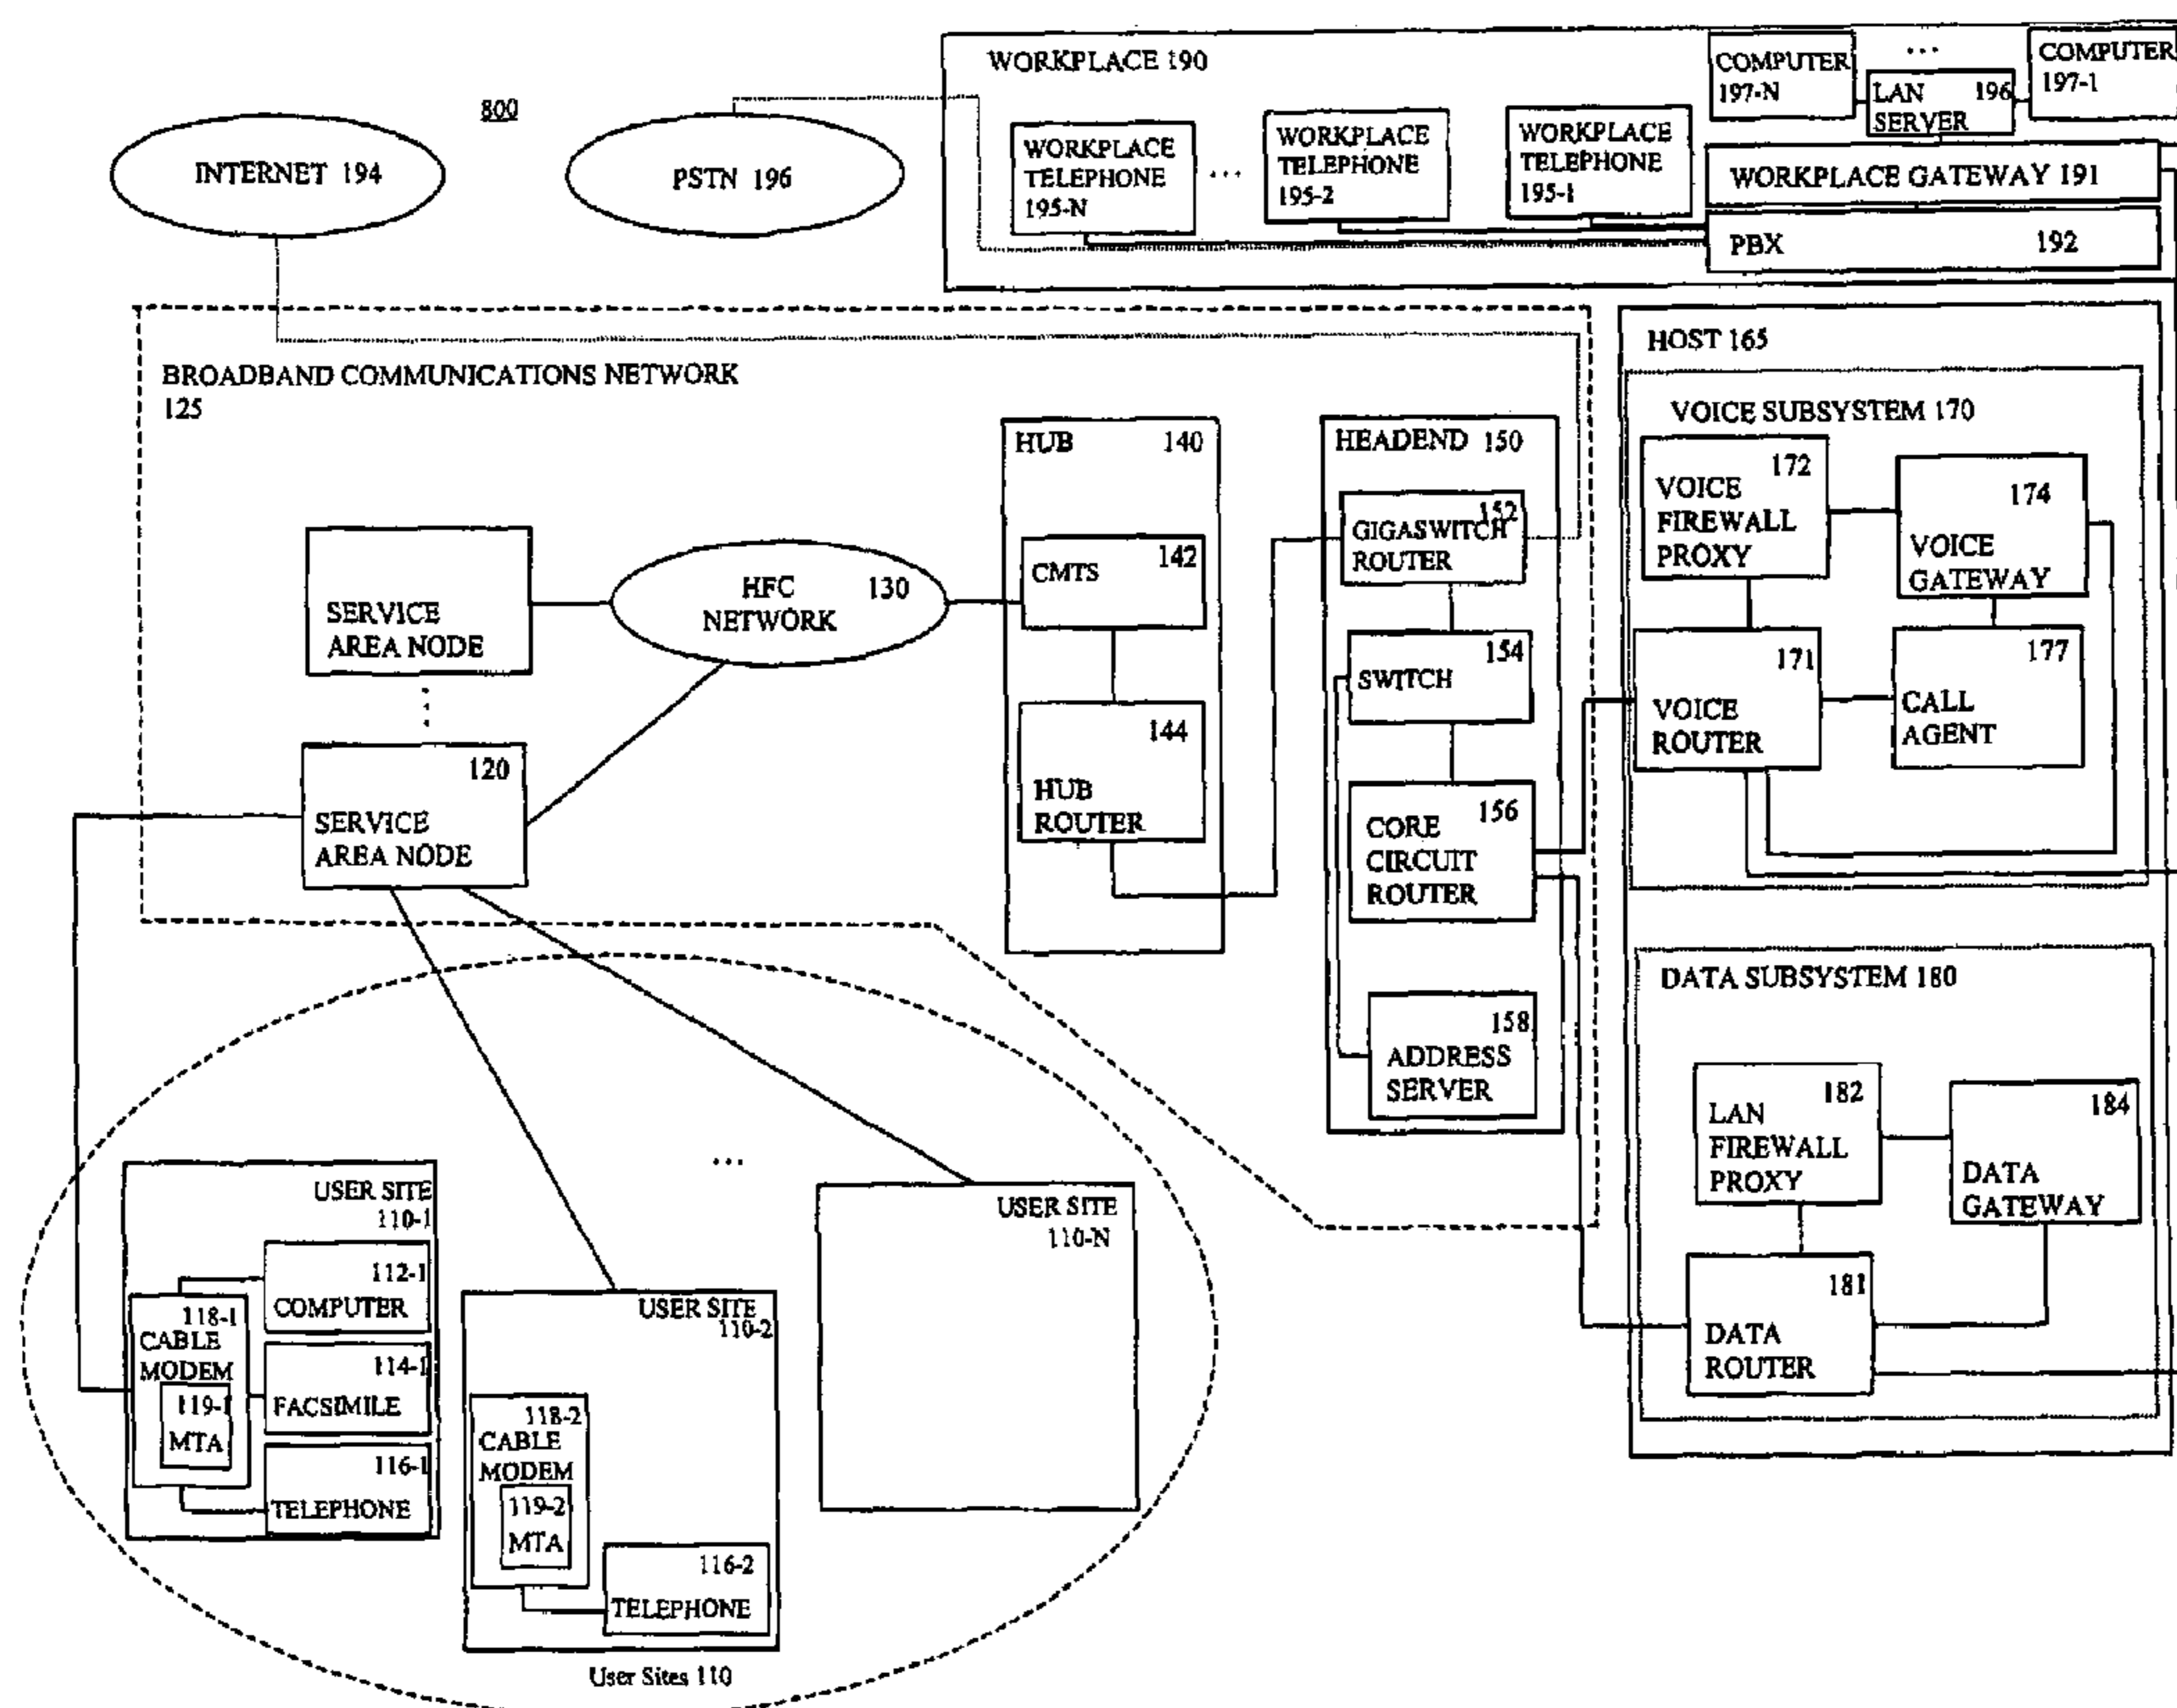 800
INTERNET 194
PSTN 196
WORKPLACE 190
WORKPLACE
TELEPHONE
195-N
...
WORKPLACE
TELEPHONE
195-2
WORKPLACE
TELEPHONE
195-1
COMPUTER
197-N
...
LAN 196
SERVER
COMPUTER
197-1
WORKPLACE GATEWAY 191
PBX 192
BROADBAND COMMUNICATIONS NETWORK
125
SERVICE
AREA NODE
120
SERVICE
AREA NODE
HFC 130
NETWORK
HUB 140
142
CMTS
144
HUB
ROUTER
HEADEND 150
152
GIGASWITCH
ROUTER
154
SWITCH
156
CORE
CIRCUIT
ROUTER
158
ADDRESS
SERVER
HOST 165
VOICE SUBSYSTEM 170
172
VOICE
FIREWALL
PROXY
174
VOICE
GATEWAY
171
VOICE
ROUTER
177
CALL
AGENT
DATA SUBSYSTEM 180
182
LAN
FIREWALL
PROXY
184
DATA
GATEWAY
181
DATA
ROUTER
USER SITE
110-1
112-1
COMPUTER
118-1
CABLE
MODEM
119-1
MTA
114-1
FACSIMILE
116-1
TELEPHONE
USER SITE
110-2
118-2
CABLE
MODEM
119-2
MTA
116-2
TELEPHONE
...
USER SITE
110-N
User Sites 110